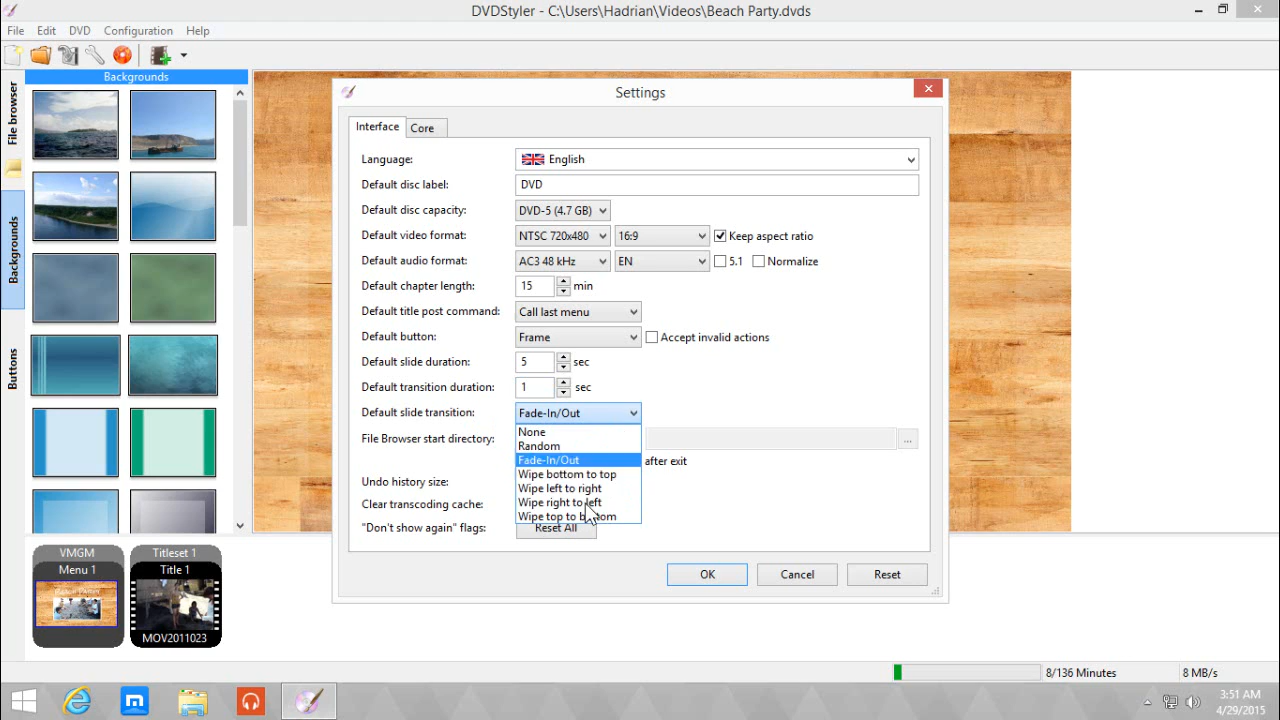 DVDStyler - C:\Users\Hadrian\Videos\Beach Party.dvds
File Edit DVD Configuration Help
File browser
Backgrounds
Buttons
Backgrounds
Settings
Interface Core
Language: English
Default disc label: DVD
Default disc capacity: DVD-5 (4.7 GB)
Default video format: NTSC 720x480 16:9 Keep aspect ratio
Default audio format: AC3 48 kHz EN 5.1 Normalize
Default chapter length: 15 min
Default title post command: Call last menu
Default button: Frame Accept invalid actions
Default slide duration: 5 sec
Default transition duration: 1 sec
Default slide transition: Fade-In/Out
None
Random
Fade-In/Out
Wipe bottom to top
Wipe left to right
Wipe right to left
Wipe top to bottom
File Browser start directory: ...
after exit
Undo history size:
Clear transcoding cache:
"Don't show again" flags: Reset All
OK Cancel Reset
VMGM
Menu 1
Beach Party
Titleset 1
Title 1
MOV2011023
8/136 Minutes 8 MB/s
3:51 AM
4/29/2015